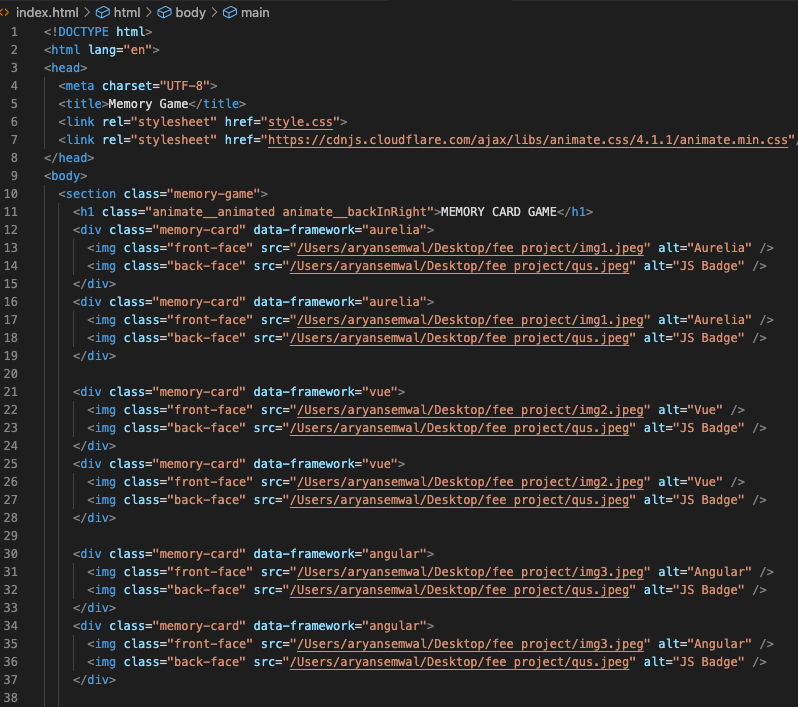 index.html > html > body > main
1 <!DOCTYPE html>
2 <html lang="en">
3 <head>
4 <meta charset="UTF-8">
5 <title>Memory Game</title>
6 <link rel="stylesheet" href="style.css">
7 <link rel="stylesheet" href="https://cdnjs.cloudflare.com/ajax/libs/animate.css/4.1.1/animate.min.css"/
8 </head>
9 <body>
10 <section class="memory-game">
11 <h1 class="animate__animated animate__backInRight">MEMORY CARD GAME</h1>
12 <div class="memory-card" data-framework="aurelia">
13 <img class="front-face" src="/Users/aryansemwal/Desktop/fee project/img1.jpeg" alt="Aurelia" />
14 <img class="back-face" src="/Users/aryansemwal/Desktop/fee project/qus.jpeg" alt="JS Badge" />
15 </div>
16 <div class="memory-card" data-framework="aurelia">
17 <img class="front-face" src="/Users/aryansemwal/Desktop/fee project/img1.jpeg" alt="Aurelia" />
18 <img class="back-face" src="/Users/aryansemwal/Desktop/fee project/qus.jpeg" alt="JS Badge" />
19 </div>
20
21 <div class="memory-card" data-framework="vue">
22 <img class="front-face" src="/Users/aryansemwal/Desktop/fee project/img2.jpeg" alt="Vue" />
23 <img class="back-face" src="/Users/aryansemwal/Desktop/fee project/qus.jpeg" alt="JS Badge" />
24 </div>
25 <div class="memory-card" data-framework="vue">
26 <img class="front-face" src="/Users/aryansemwal/Desktop/fee project/img2.jpeg" alt="Vue" />
27 <img class="back-face" src="/Users/aryansemwal/Desktop/fee project/qus.jpeg" alt="JS Badge" />
28 </div>
29
30 <div class="memory-card" data-framework="angular">
31 <img class="front-face" src="/Users/aryansemwal/Desktop/fee project/img3.jpeg" alt="Angular" />
32 <img class="back-face" src="/Users/aryansemwal/Desktop/fee project/qus.jpeg" alt="JS Badge" />
33 </div>
34 <div class="memory-card" data-framework="angular">
35 <img class="front-face" src="/Users/aryansemwal/Desktop/fee project/img3.jpeg" alt="Angular" />
36 <img class="back-face" src="/Users/aryansemwal/Desktop/fee project/qus.jpeg" alt="JS Badge" />
37 </div>
38